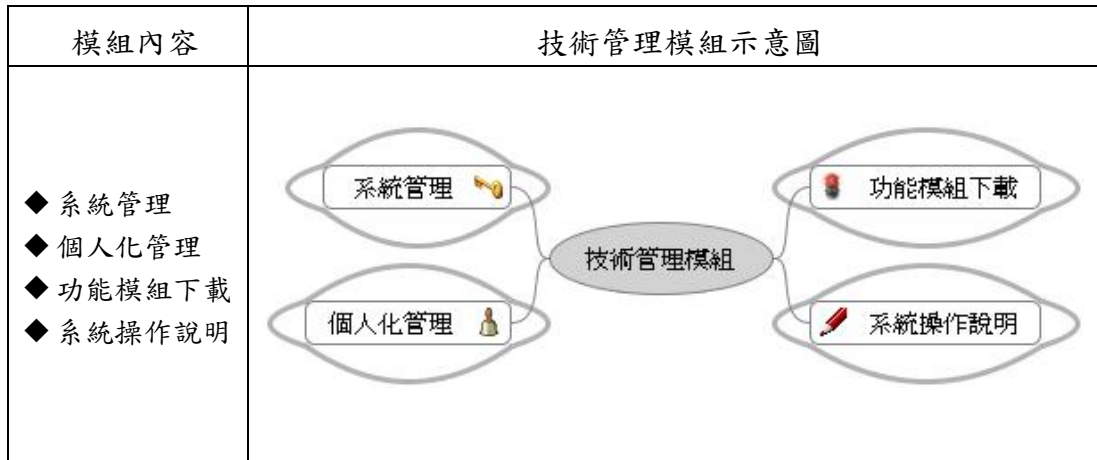 模組內容
技術管理模組示意圖
◆ 系統管理
◆ 個人化管理
◆ 功能模組下載
◆ 系統操作說明
系統管理
功能模組下載
技術管理模組
個人化管理
系統操作說明